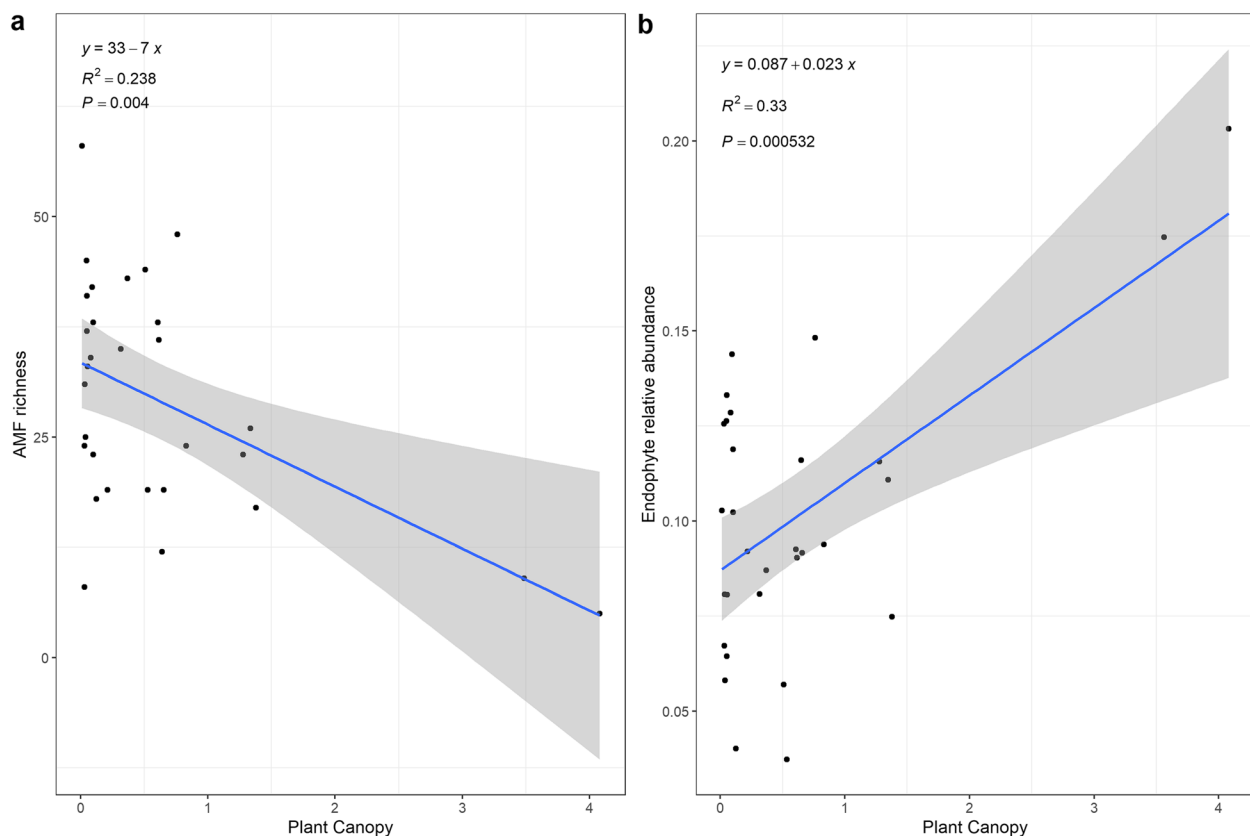 a
y = 33 − 7 x
R² = 0.238
P = 0.004
AMF richness
50
25
0
0 1 2 3 4
Plant Canopy
b
y = 0.087 + 0.023 x
R² = 0.33
P = 0.000532
Endophyte relative abundance
0.20
0.15
0.10
0.05
0 1 2 3 4
Plant Canopy